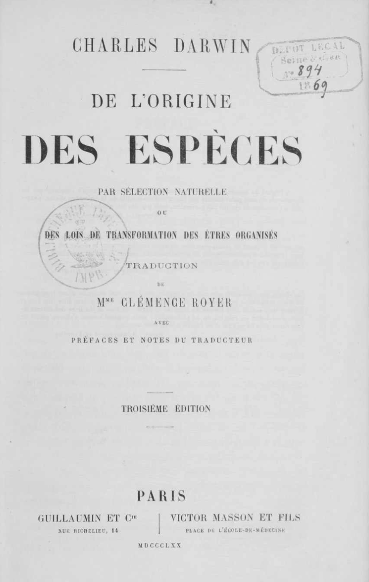 CHARLES DARWIN
DÉPOT LÉGAL
Nº 894
1869
DE L'ORIGINE
DES ESPÈCES
PAR SÉLECTION NATURELLE
OU
DES LOIS DE TRANSFORMATION DES ÊTRES ORGANISÉS
TRADUCTION
DE
MME CLÉMENCE ROYER
AVEC
PRÉFACES ET NOTES DU TRADUCTEUR
TROISIÈME ÉDITION
PARIS
GUILLAUMIN ET Cie
RUE RICHELIEU, 14
VICTOR MASSON ET FILS
PLACE DE L'ÉCOLE-DE-MÉDECINE
MDCCCLXX